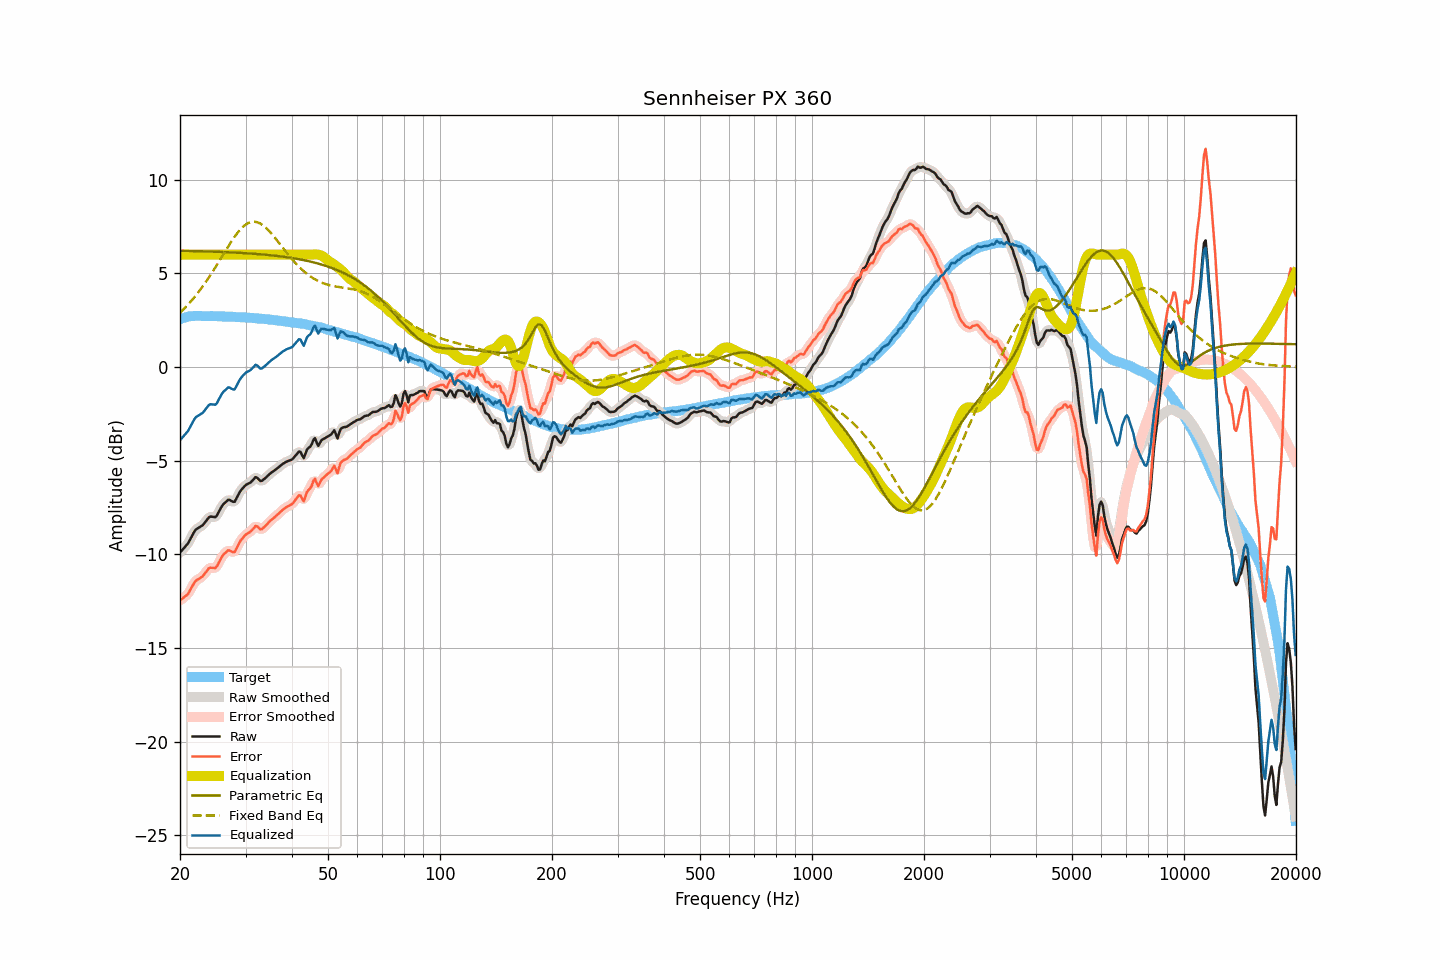 Sennheiser PX 360
10
5
0
−5
−10
−15
−20
−25
Amplitude (dBr)
Target
Raw Smoothed
Error Smoothed
Raw
Error
Equalization
Parametric Eq
Fixed Band Eq
Equalized
20 50 100 200 500 1000 2000 5000 10000 20000
Frequency (Hz)